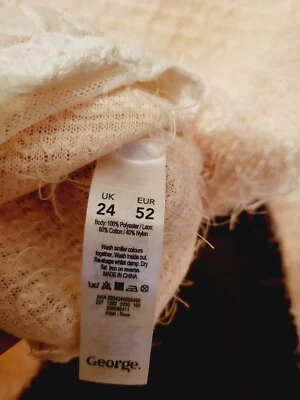 UK EUR
24 52
Body: 100% Polyester / Lace:
60% Cotton / 40% Nylon
Wash similar colours
together. Wash inside out.
Re-shape whilst damp. Dry
flat. Iron on reverse
MADE IN CHINA
George.